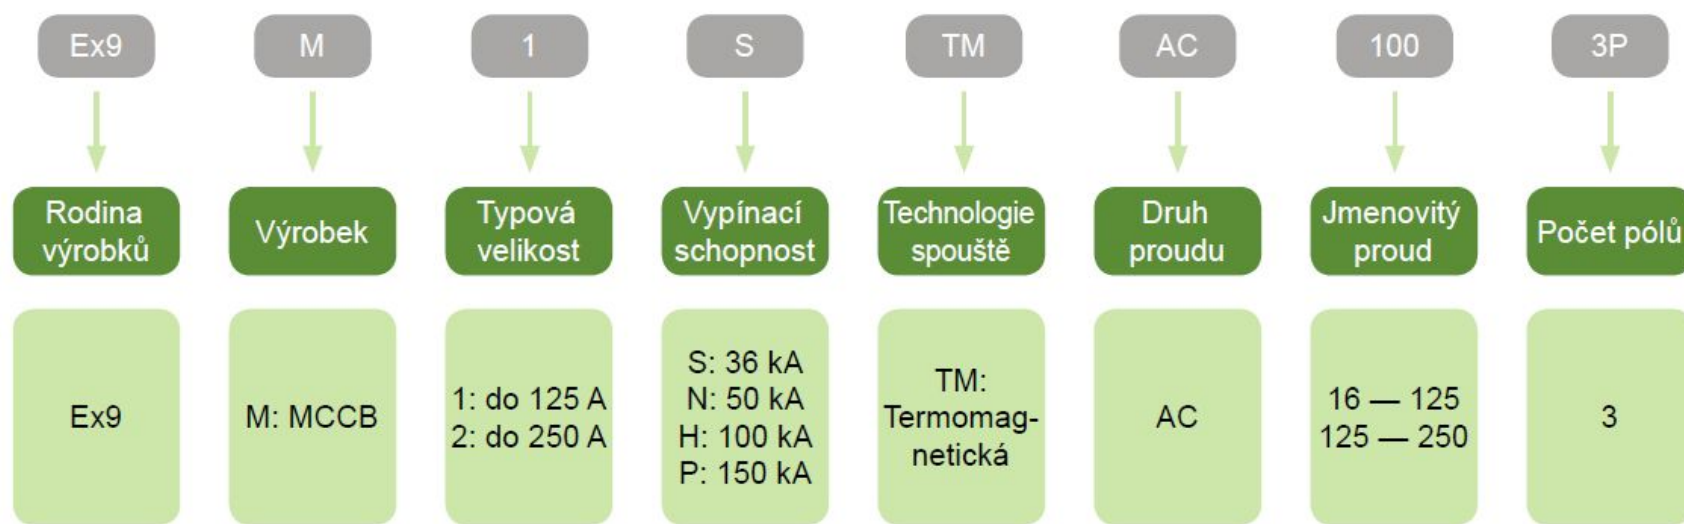 Ex9
M
1
S
TM
AC
100
3P
Rodina
výrobků
Výrobek
Typová
velikost
Vypínací
schopnost
Technologie
spouště
Druh
proudu
Jmenovitý
proud
Počet pólů
Ex9
M: MCCB
1: do 125 A
2: do 250 A
S: 36 kA
N: 50 kA
H: 100 kA
P: 150 kA
TM:
Termomag-
netická
AC
16 — 125
125 — 250
3